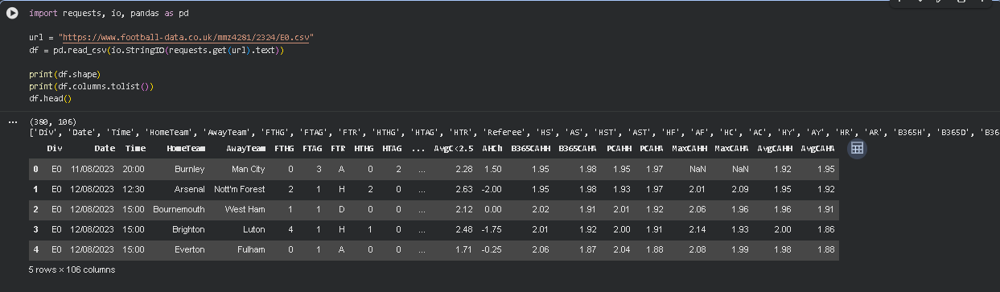 import requests, io, pandas as pd
url = "https://www.football-data.co.uk/mmz4281/2324/E0.csv"
df = pd.read_csv(io.StringIO(requests.get(url).text))
print(df.shape)
print(df.columns.tolist())
df.head()
... (380, 106)
['Div', 'Date', 'Time', 'HomeTeam', 'AwayTeam', 'FTHG', 'FTAG', 'FTR', 'HTHG', 'HTAG', 'HTR', 'Referee', 'HS', 'AS', 'HST', 'AST', 'HF', 'AF', 'HC', 'AC', 'HY', 'AY', 'HR', 'AR', 'B365H', 'B365D', 'B36
Div Date Time HomeTeam AwayTeam FTHG FTAG FTR HTHG HTAG ... AvgC<2.5 AHCh B365CAHH B365CAHA PCAHH PCAHA MaxCAHH MaxCAHA AvgCAHH AvgCAHA
0 E0 11/08/2023 20:00 Burnley Man City 0 3 A 0 2 ... 2.28 1.50 1.95 1.98 1.95 1.97 NaN NaN 1.92 1.95
1 E0 12/08/2023 12:30 Arsenal Nott'm Forest 2 1 H 2 0 ... 2.63 -2.00 1.95 1.98 1.93 1.97 2.01 2.09 1.95 1.92
2 E0 12/08/2023 15:00 Bournemouth West Ham 1 1 D 0 0 ... 2.12 0.00 2.02 1.91 2.01 1.92 2.06 1.96 1.96 1.91
3 E0 12/08/2023 15:00 Brighton Luton 4 1 H 1 0 ... 2.48 -1.75 2.01 1.92 2.00 1.91 2.14 1.93 2.00 1.86
4 E0 12/08/2023 15:00 Everton Fulham 0 1 A 0 0 ... 1.71 -0.25 2.06 1.87 2.04 1.88 2.08 1.99 1.98 1.88
5 rows × 106 columns